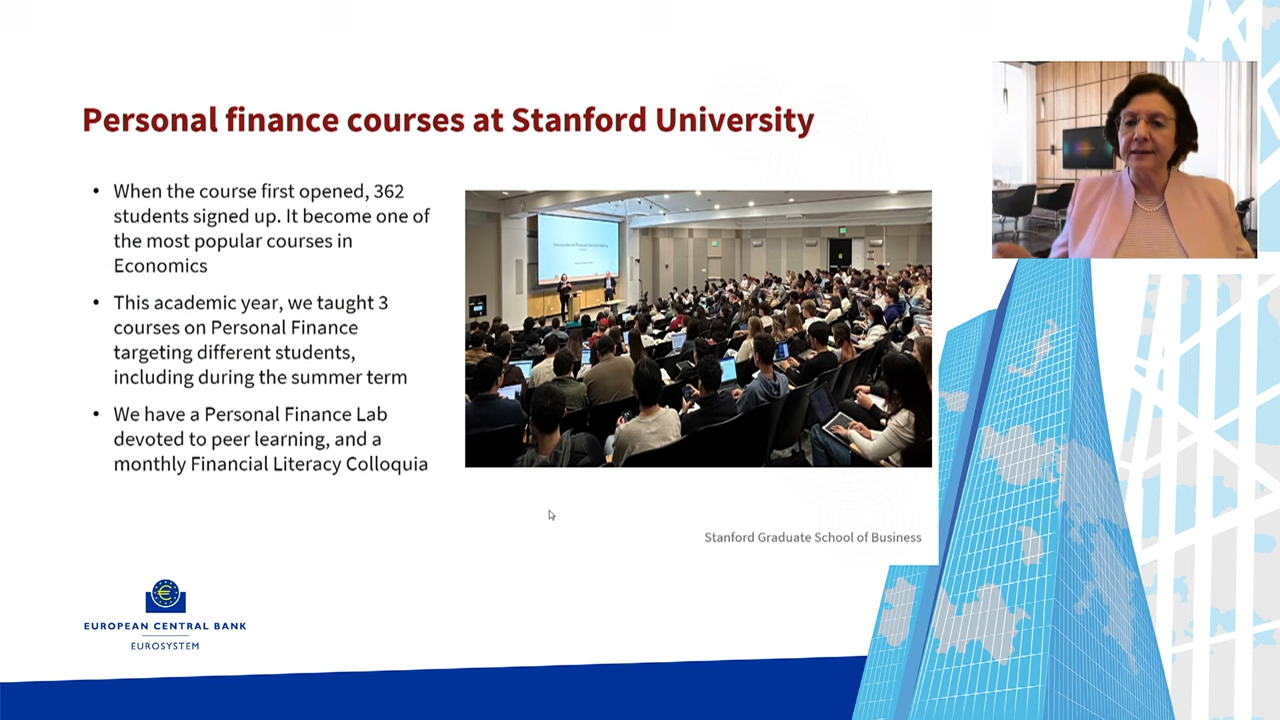 Personal finance courses at Stanford University
• When the course first opened, 362
students signed up. It become one of
the most popular courses in
Economics
• This academic year, we taught 3
courses on Personal Finance
targeting different students,
including during the summer term
• We have a Personal Finance Lab
devoted to peer learning, and a
monthly Financial Literacy Colloquia
Stanford Graduate School of Business
EUROPEAN CENTRAL BANK
EUROSYSTEM